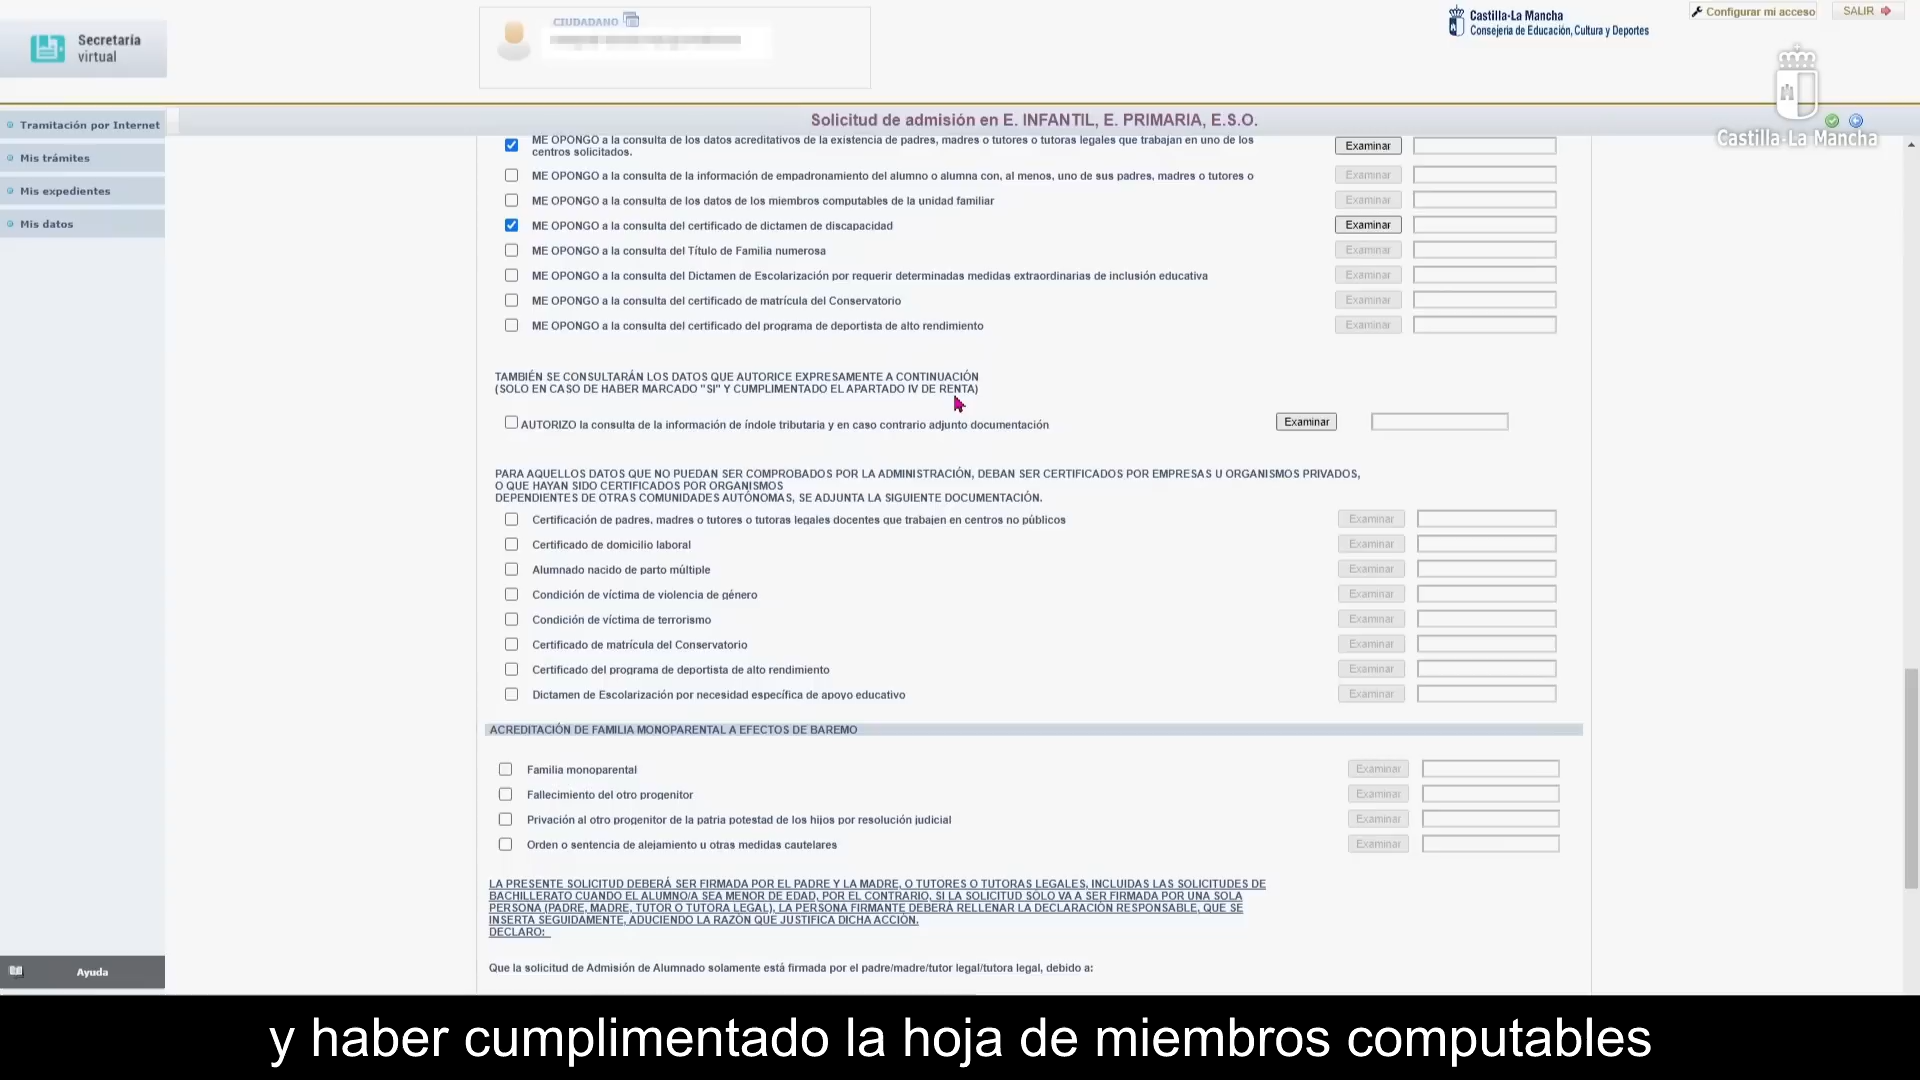 Secretaría
virtual
CIUDADANO
Castilla-La Mancha
Consejería de Educación, Cultura y Deportes
Configurar mi acceso
SALIR
Castilla-La Mancha
Tramitación por Internet
Mis trámites
Mis expedientes
Mis datos
Ayuda
Solicitud de admisión en E. INFANTIL, E. PRIMARIA, E.S.O.
ME OPONGO a la consulta de los datos acreditativos de la existencia de padres, madres o tutores o tutoras legales que trabajan en uno de los
centros solicitados.
Examinar
ME OPONGO a la consulta de la información de empadronamiento del alumno o alumna con, al menos, uno de sus padres, madres o tutores o
Examinar
ME OPONGO a la consulta de los datos de los miembros computables de la unidad familiar
Examinar
ME OPONGO a la consulta del certificado de dictamen de discapacidad
Examinar
ME OPONGO a la consulta del Título de Familia numerosa
Examinar
ME OPONGO a la consulta del Dictamen de Escolarización por requerir determinadas medidas extraordinarias de inclusión educativa
Examinar
ME OPONGO a la consulta del certificado de matrícula del Conservatorio
Examinar
ME OPONGO a la consulta del certificado del programa de deportista de alto rendimiento
Examinar
TAMBIÉN SE CONSULTARÁN LOS DATOS QUE AUTORICE EXPRESAMENTE A CONTINUACIÓN
(SOLO EN CASO DE HABER MARCADO "SI" Y CUMPLIMENTADO EL APARTADO IV DE RENTA)
AUTORIZO la consulta de la información de índole tributaria y en caso contrario adjunto documentación
Examinar
PARA AQUELLOS DATOS QUE NO PUEDAN SER COMPROBADOS POR LA ADMINISTRACIÓN, DEBAN SER CERTIFICADOS POR EMPRESAS U ORGANISMOS PRIVADOS,
O QUE HAYAN SIDO CERTIFICADOS POR ORGANISMOS
DEPENDIENTES DE OTRAS COMUNIDADES AUTÓNOMAS, SE ADJUNTA LA SIGUIENTE DOCUMENTACIÓN.
Certificación de padres, madres o tutores o tutoras legales docentes que trabajen en centros no públicos
Examinar
Certificado de domicilio laboral
Examinar
Alumnado nacido de parto múltiple
Examinar
Condición de víctima de violencia de género
Examinar
Condición de víctima de terrorismo
Examinar
Certificado de matrícula del Conservatorio
Examinar
Certificado del programa de deportista de alto rendimiento
Examinar
Dictamen de Escolarización por necesidad específica de apoyo educativo
Examinar
ACREDITACIÓN DE FAMILIA MONOPARENTAL A EFECTOS DE BAREMO
Familia monoparental
Examinar
Fallecimiento del otro progenitor
Examinar
Privación al otro progenitor de la patria potestad de los hijos por resolución judicial
Examinar
Orden o sentencia de alejamiento u otras medidas cautelares
Examinar
LA PRESENTE SOLICITUD DEBERÁ SER FIRMADA POR EL PADRE Y LA MADRE, O TUTORES O TUTORAS LEGALES, INCLUIDAS LAS SOLICITUDES DE
BACHILLERATO CUANDO EL ALUMNO/A SEA MENOR DE EDAD, POR EL CONTRARIO, SI LA SOLICITUD SÓLO VA A SER FIRMADA POR UNA SOLA
PERSONA (PADRE, MADRE, TUTOR O TUTORA LEGAL), LA PERSONA FIRMANTE DEBERÁ RELLENAR LA DECLARACIÓN RESPONSABLE, QUE SE
INSERTA SEGUIDAMENTE, ADUCIENDO LA RAZÓN QUE JUSTIFICA DICHA ACCIÓN.
DECLARO:
Que la solicitud de Admisión de Alumnado solamente está firmada por el padre/madre/tutor legal/tutora legal, debido a:
y haber cumplimentado la hoja de miembros computables